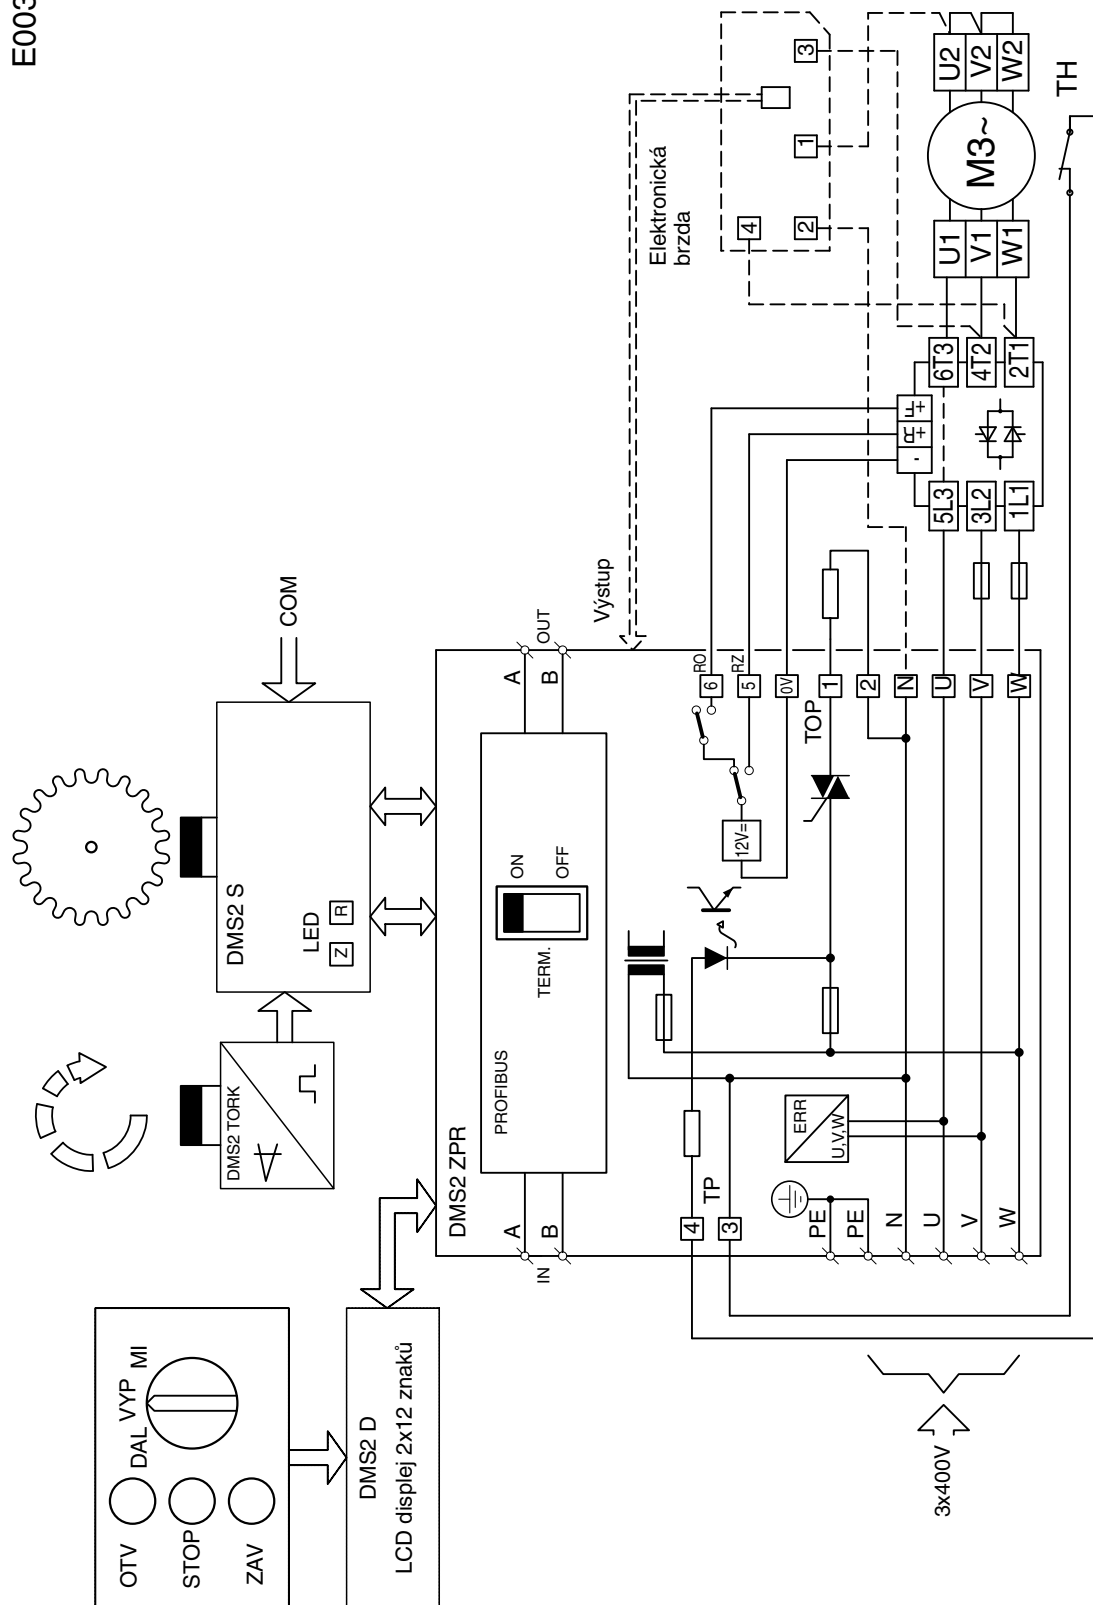 E003
OTV
STOP
ZAV
DAL VYP MI
DMS2 D
LCD displej 2x12 znaků
DMS2 TORK
DMS2 S
LED
Z
R
COM
DMS2 ZPR
PROFIBUS
TERM.
ON
OFF
A
B
IN
A
B
OUT
Výstup
Elektronická
brzda
1
2
3
4
4
3
TP
ERR
U,V,W
PE
PE
N
U
V
W
3x400V
12V=
RO
6
RZ
5
0V
TOP
1
2
N
U
V
W
-
+R
+F
5L3
3L2
1L1
6T3
4T2
2T1
U1
V1
W1
M3~
U2
V2
W2
TH